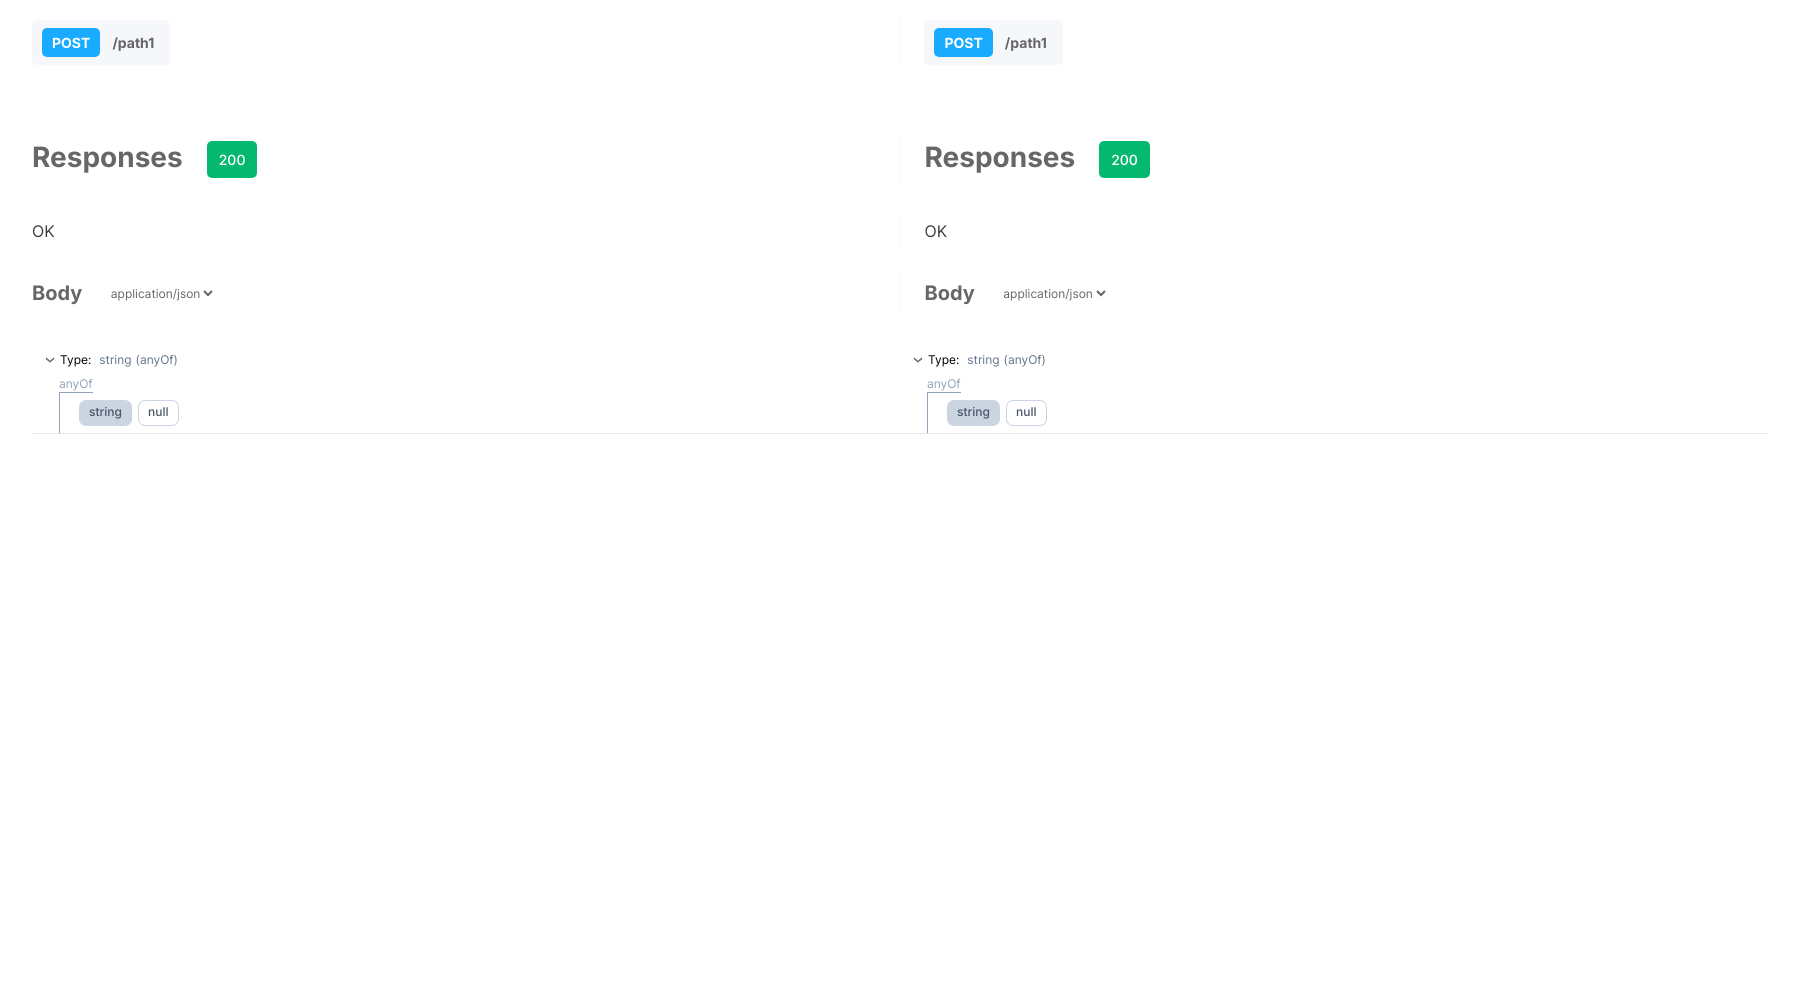 POST /path1 POST /path1
Responses 200 Responses 200
OK OK
Body application/json Body application/json
Type: string (anyOf) Type: string (anyOf)
anyOf anyOf
string null string null